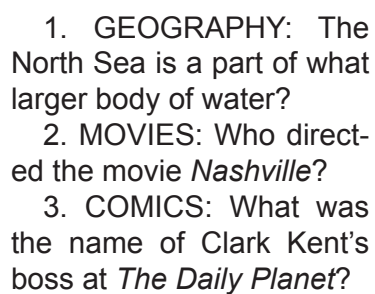 1. GEOGRAPHY: The
North Sea is a part of what
larger body of water?
2. MOVIES: Who direct-
ed the movie Nashville?
3. COMICS: What was
the name of Clark Kent’s
boss at The Daily Planet?